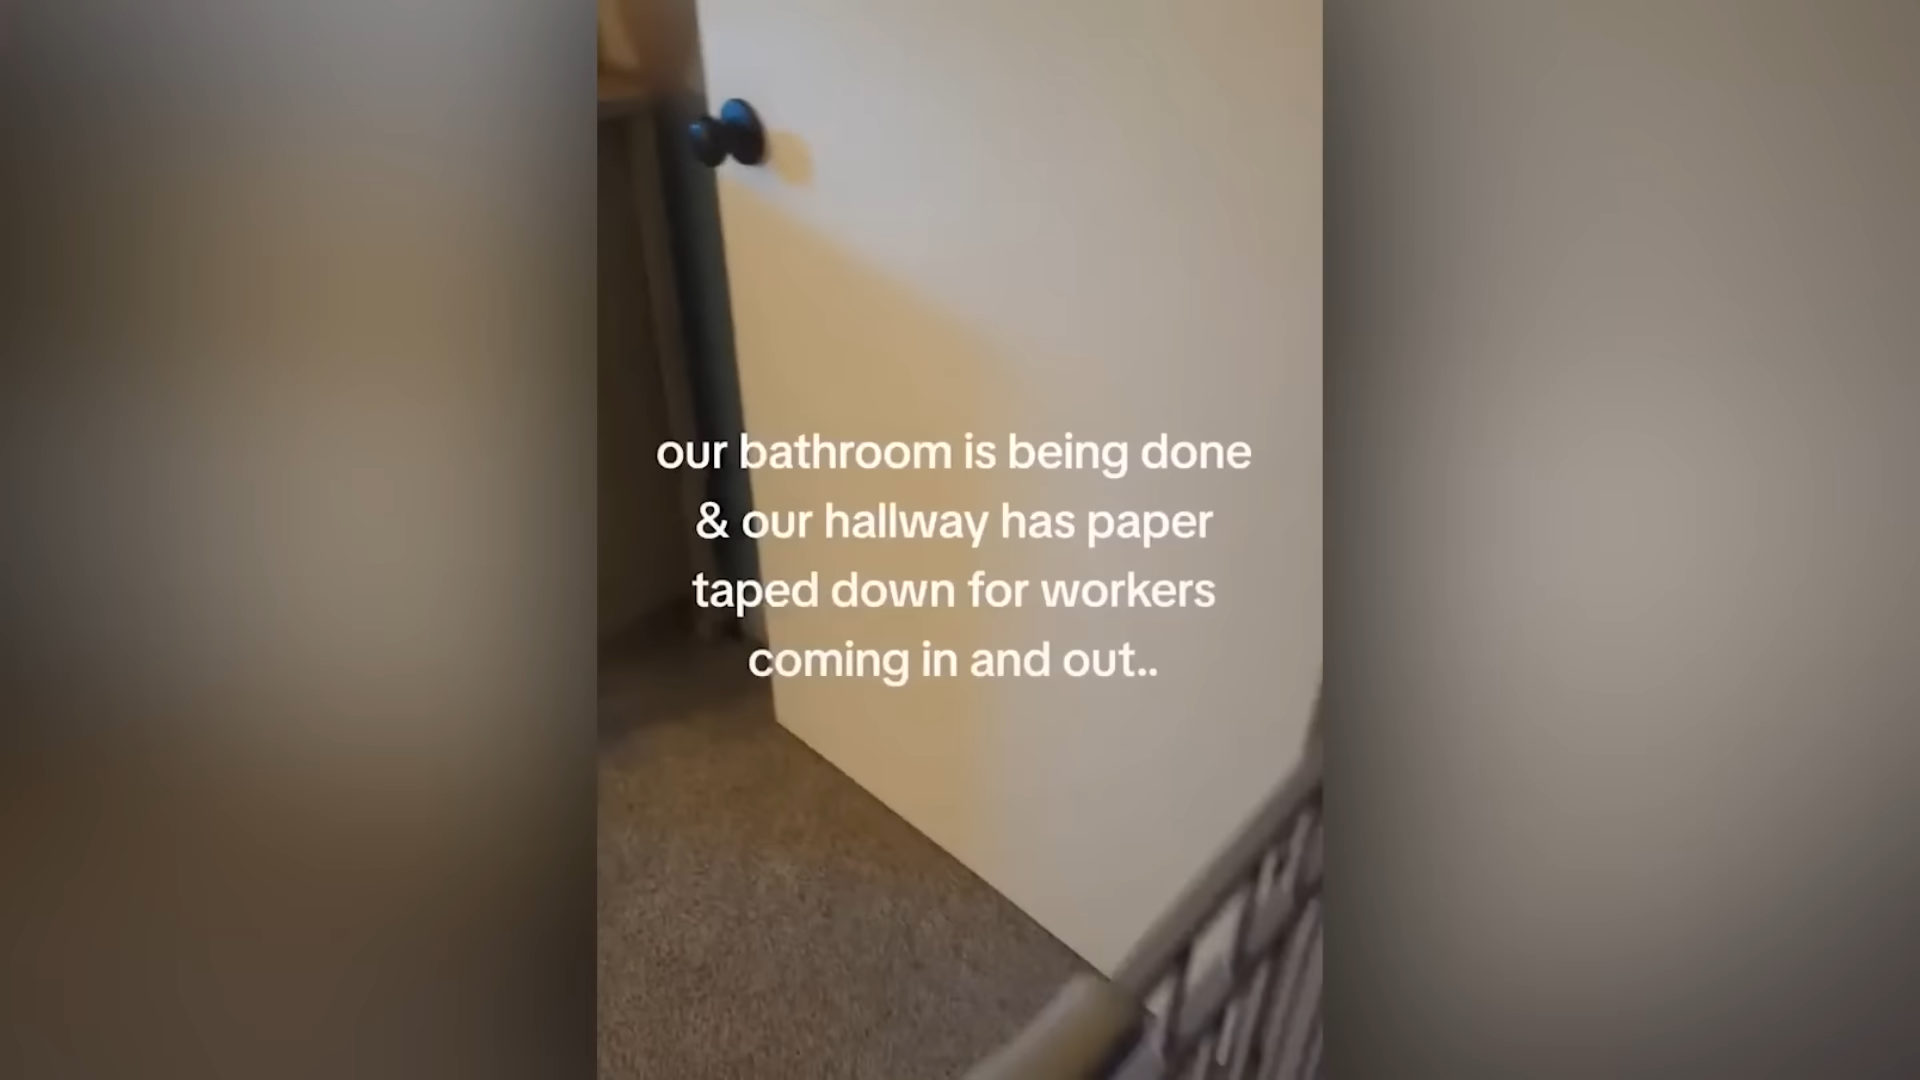 our bathroom is being done
& our hallway has paper
taped down for workers
coming in and out..